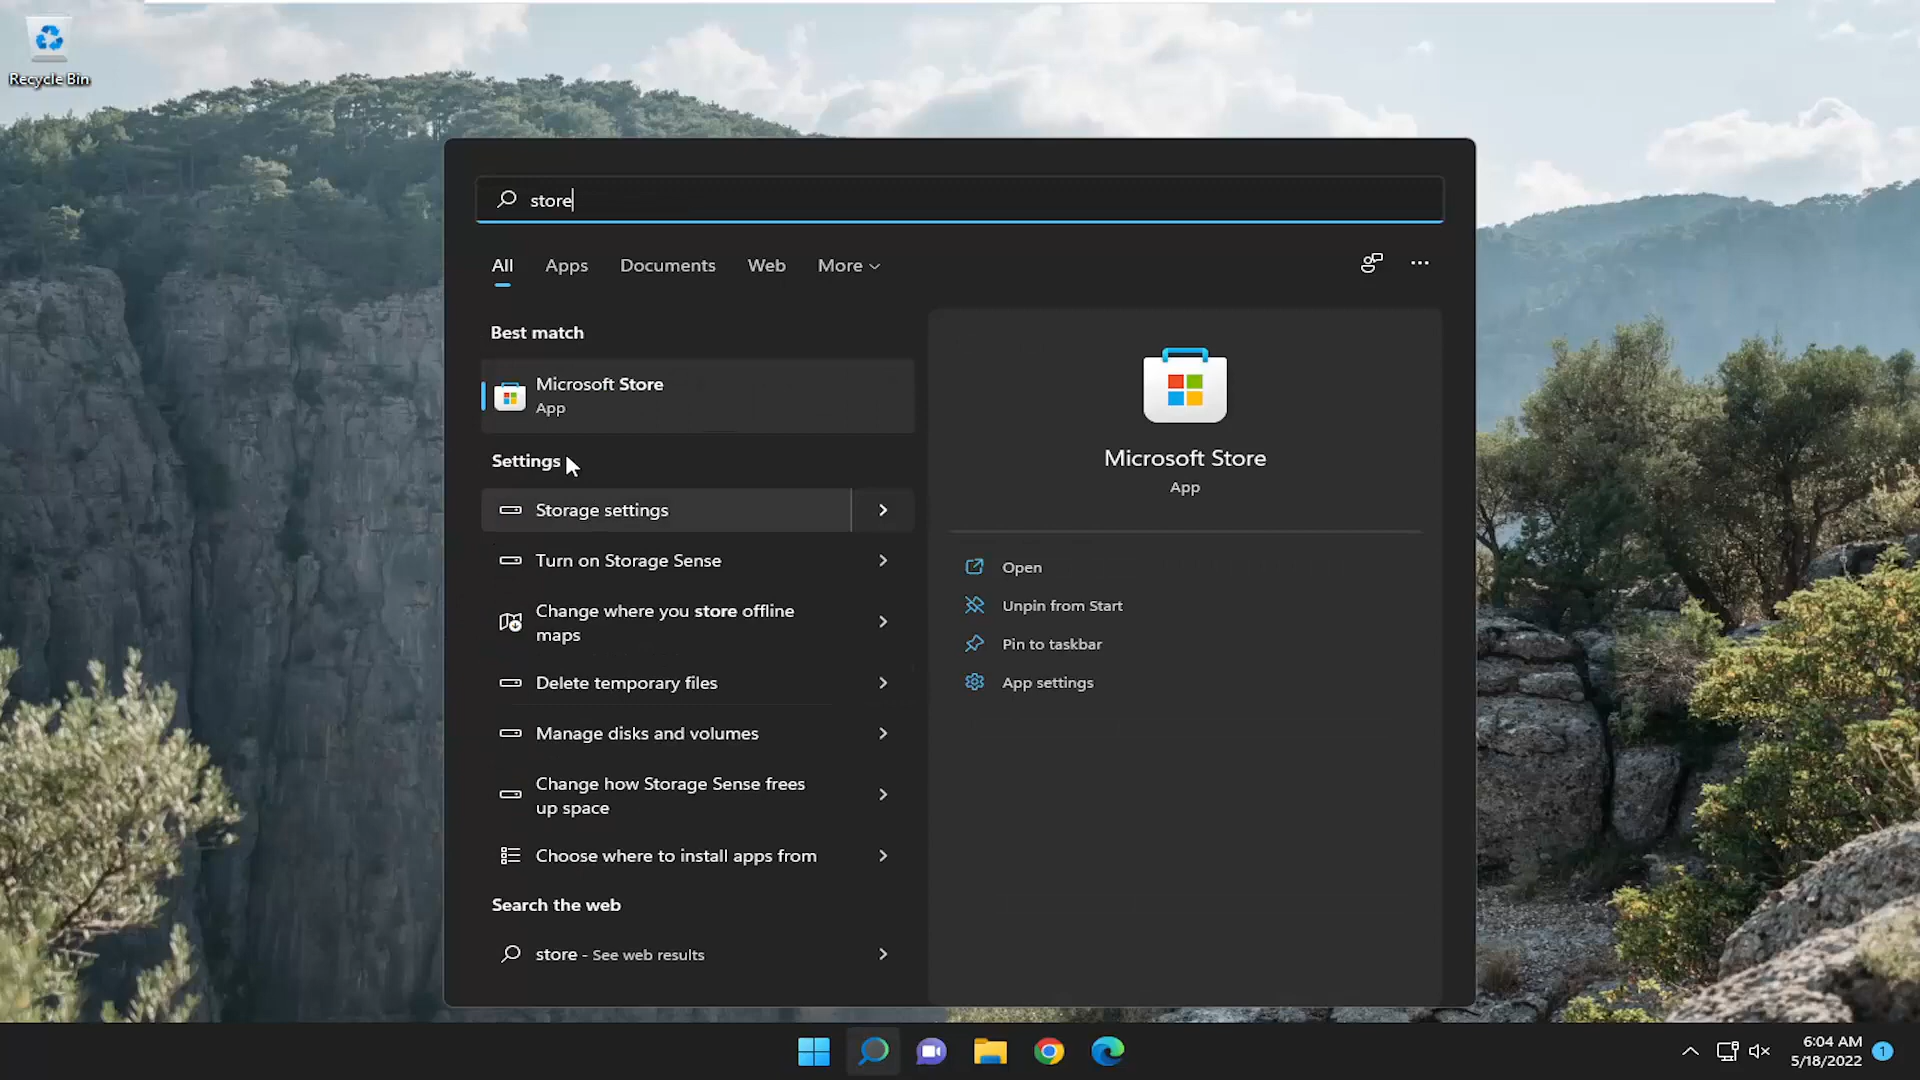 Recycle Bin
store
All Apps Documents Web More
Best match
Microsoft Store
App
Settings
Storage settings
Turn on Storage Sense
Change where you store offline
maps
Delete temporary files
Manage disks and volumes
Change how Storage Sense frees
up space
Choose where to install apps from
Search the web
store - See web results
Microsoft Store
App
Open
Unpin from Start
Pin to taskbar
App settings
6:04 AM
5/18/2022
1